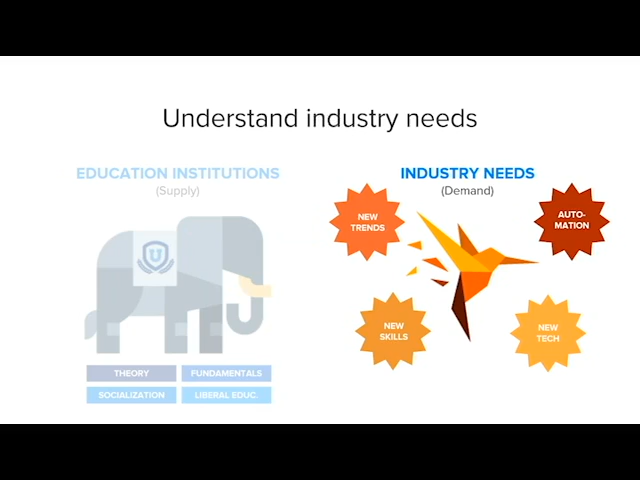 Understand industry needs
EDUCATION INSTITUTIONS
(Supply)
U
THEORY
FUNDAMENTALS
SOCIALIZATION
LIBERAL EDUC.
INDUSTRY NEEDS
(Demand)
NEW
TRENDS
AUTO-
MATION
NEW
SKILLS
NEW
TECH